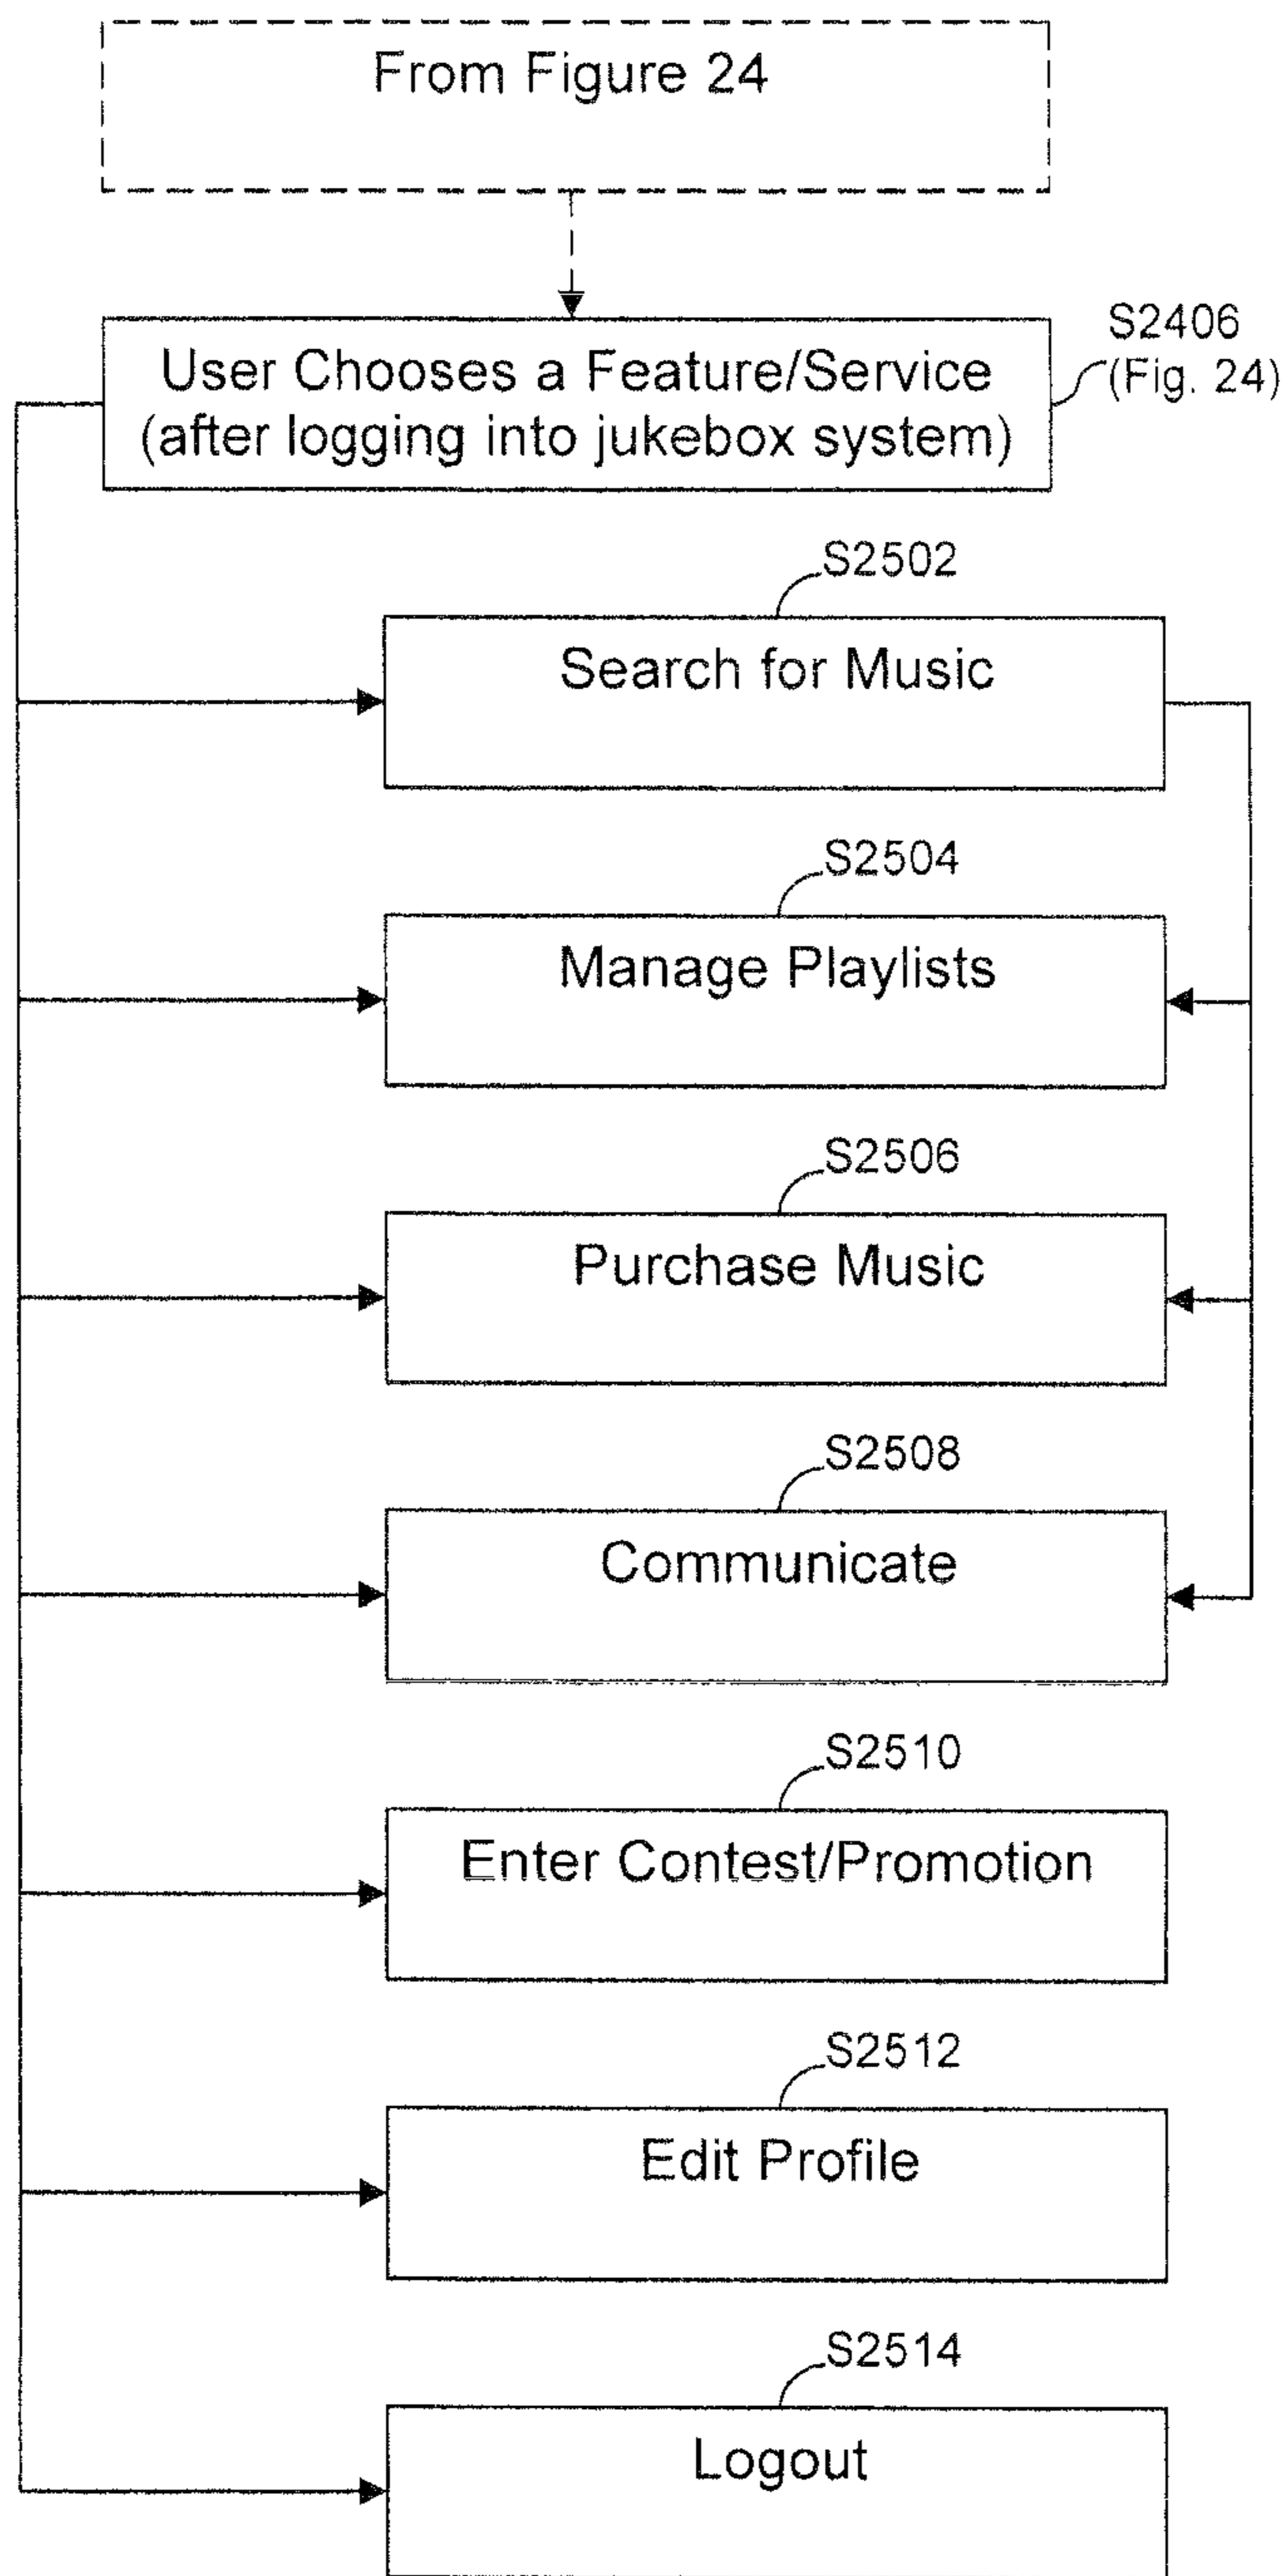 From Figure 24
User Chooses a Feature/Service
(after logging into jukebox system)
S2406
(Fig. 24)
S2502
Search for Music
S2504
Manage Playlists
S2506
Purchase Music
S2508
Communicate
S2510
Enter Contest/Promotion
S2512
Edit Profile
S2514
Logout